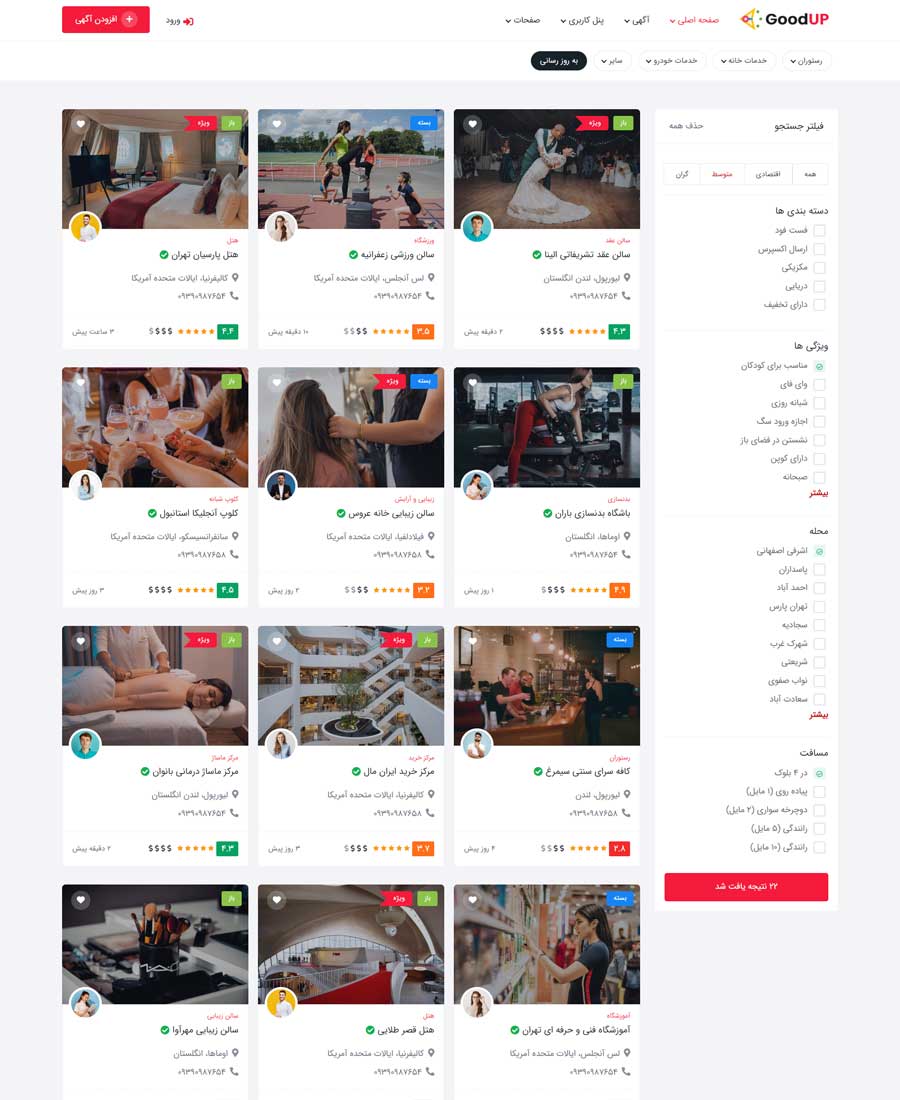 GoodUP
صفحه اصلی
آگهی
پنل کاربری
صفحات
ورود
افزودن آگهی
رستوران
خدمات خانه
خدمات خودرو
سایر
به روز رسانی
فیلتر جستجو
حذف همه
همه
اقتصادی
متوسط
گران
دسته بندی ها
فست فود
ارسال اکسپرس
مکزیکی
دریایی
دارای تخفیف
ویژگی ها
مناسب برای کودکان
وای فای
شبانه روزی
اجازه ورود سگ
نشستن در فضای باز
دارای کوپن
صبحانه
بیشتر
محله
اشرفی اصفهانی
پاسداران
احمد آباد
تهران پارس
سجادیه
شهرک غرب
شریعتی
نواب صفوی
سعادت آباد
بیشتر
مسافت
در ۴ بلوک
پیاده روی (۱ مایل)
دوچرخه سواری (۲ مایل)
رانندگی (۵ مایل)
رانندگی (۱۰ مایل)
۲۲ نتیجه یافت شد
باز
ویژه
سالن عقد
سالن عقد تشریفاتی الینا
لیورپول، لندن انگلستان
۰۹۳۹۰۹۸۷۶۵۴
۴.۳
$$$$
۲ دقیقه پیش
بسته
ورزشگاه
سالن ورزشی زعفرانیه
لس آنجلس، ایالات متحده آمریکا
۰۹۳۹۰۹۸۷۶۵۴
۳.۵
$$$$
۱۰ دقیقه پیش
باز
ویژه
هتل
هتل پارسیان تهران
کالیفرنیا، ایالات متحده آمریکا
۰۹۳۹۰۹۸۷۶۵۴
۴.۴
$$$$
۳ ساعت پیش
باز
بدنسازی
باشگاه بدنسازی باران
اوماها، انگلستان
۰۹۳۹۰۹۸۷۶۵۴
۴.۹
$$$$
۱ روز پیش
بسته
ویژه
زیبایی و آرایش
سالن زیبایی خانه عروس
فیلادلفیا، ایالات متحده آمریکا
۰۹۳۹۰۹۸۷۶۵۸
۳.۲
$$$$
۲ روز پیش
باز
کلوپ شبانه
کلوپ آنجلیکا استانبول
سانفرانسیسکو، ایالات متحده آمریکا
۰۹۳۹۰۹۸۷۶۵۸
۴.۵
$$$$
۳ روز پیش
بسته
رستوران
کافه سرای سنتی سیمرغ
لیورپول، لندن
۰۹۳۹۰۹۸۷۶۵۸
۲.۸
$$$$
۴ روز پیش
باز
ویژه
مرکز خرید
مرکز خرید ایران مال
کالیفرنیا، ایالات متحده آمریکا
۰۹۳۹۰۹۸۷۶۵۸
۳.۷
$$$$
۳ روز پیش
باز
ویژه
مرکز ماساژ
مرکز ماساژ درمانی بانوان
لیورپول، لندن انگلستان
۰۹۳۹۰۹۸۷۶۵۴
۴.۳
$$$$
۲ دقیقه پیش
بسته
آموزشگاه
آموزشگاه فنی و حرفه ای تهران
لس آنجلس، ایالات متحده آمریکا
۰۹۳۹۰۹۸۷۶۵۴
باز
ویژه
هتل
هتل قصر طلایی
کالیفرنیا، ایالات متحده آمریکا
۰۹۳۹۰۹۸۷۶۵۴
باز
MAC
سالن زیبایی
سالن زیبایی مهرآوا
اوماها، انگلستان
۰۹۳۹۰۹۸۷۶۵۴